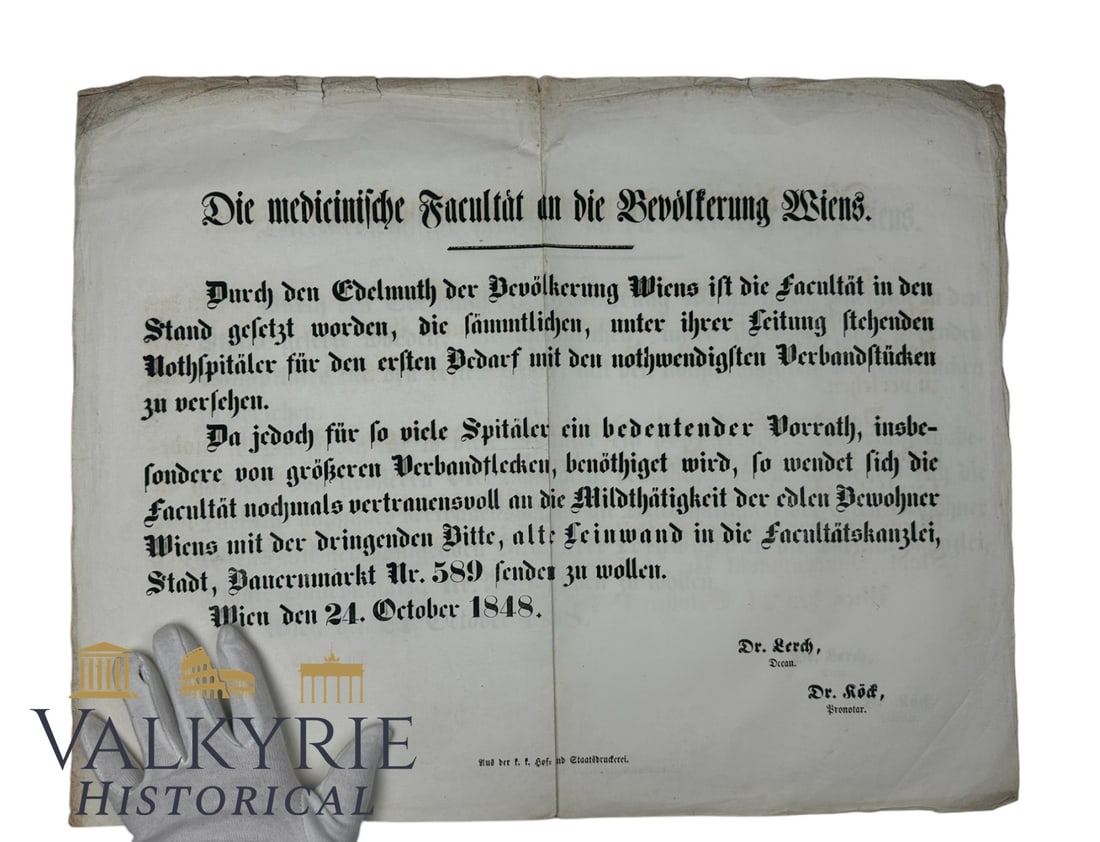 Die medicinische Facultät an die Bevölkerung Wiens.
Durch den Edelmuth der Bevölkerung Wiens ist die Facultät in den
Stand gesetzt worden, die sämmtlichen, unter ihrer Leitung stehenden
Nothspitäler für den ersten Bedarf mit den nothwendigsten Verbandstücken
zu versehen.
Da jedoch für so viele Spitäler ein bedeutender Vorrath, insbe-
sondere von größeren Verbandflecken, benöthiget wird, so wendet sich die
Facultät nochmals vertrauensvoll an die Mildthätigkeit der edlen Bewohner
Wiens mit der dringenden Bitte, alte Leinwand in die Facultätskanzlei,
Stadt, Bauernmarkt Nr. 589 senden zu wollen.
Wien den 24. October 1848.
Dr. Lerch,
Decan.
Dr. Köck,
Pronotar.
Aus der k. k. Hof- und Staatsdruckerei.
VALKYRIE
HISTORICAL